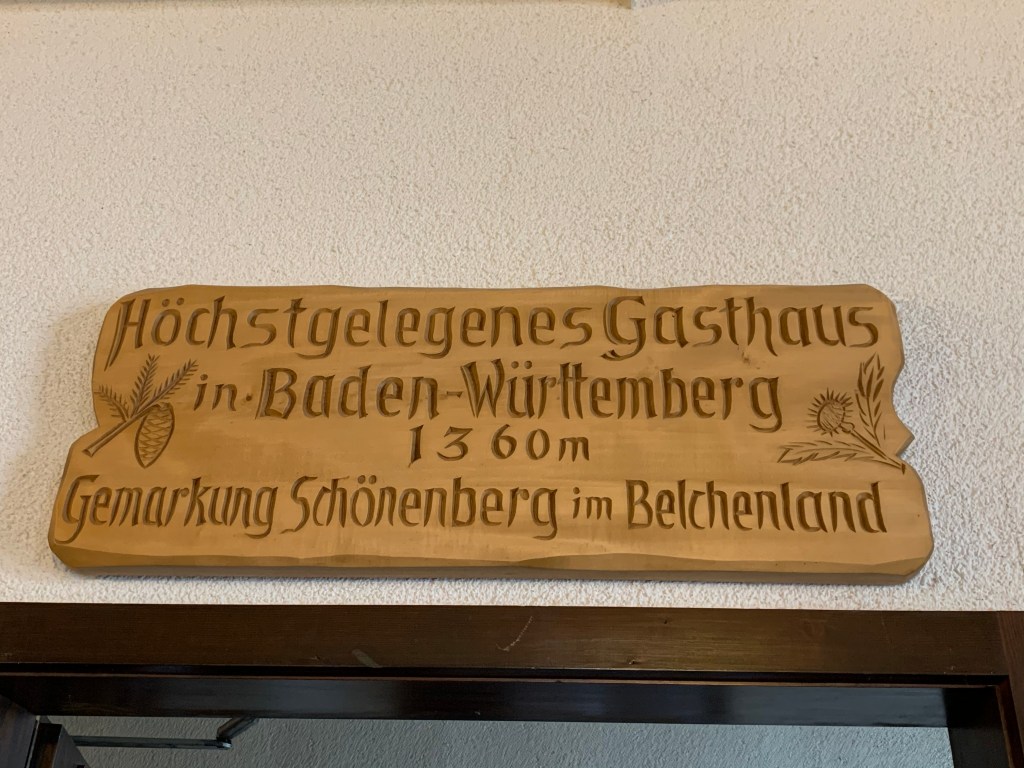 Höchstgelegenes Gasthaus
in Baden-Württemberg
1360m
Gemarkung Schönenberg im Belchenland